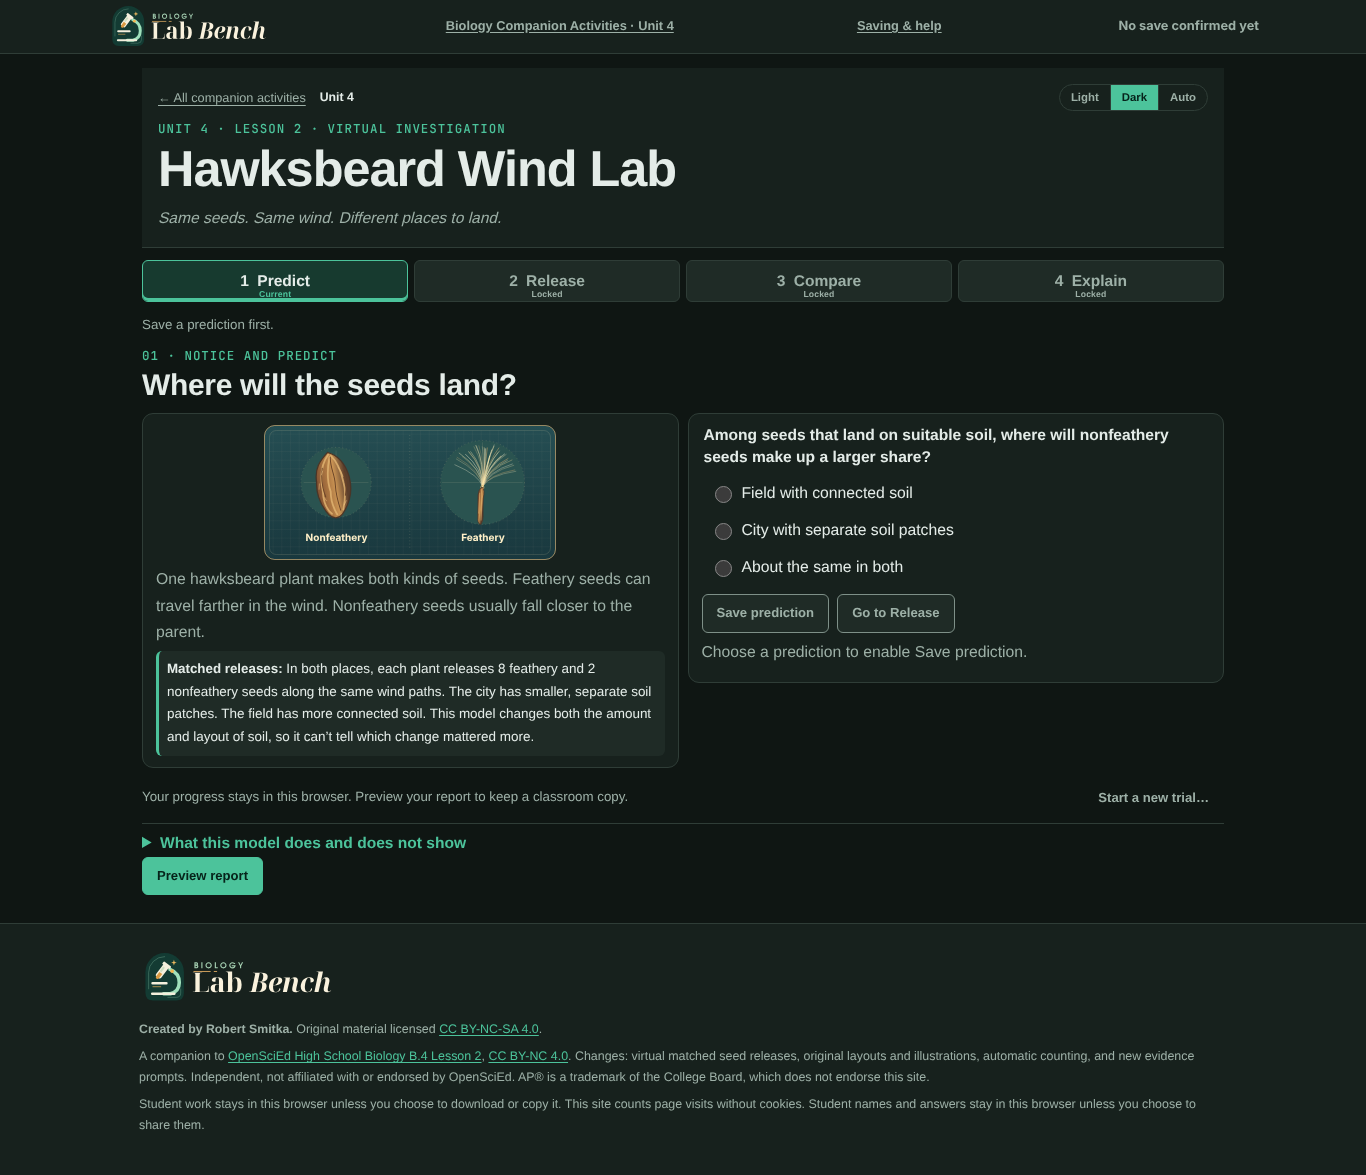 BIOLOGY
Lab Bench
Biology Companion Activities · Unit 4
Saving & help
No save confirmed yet
← All companion activities
Unit 4
Light
Dark
Auto
UNIT 4 · LESSON 2 · VIRTUAL INVESTIGATION
Hawksbeard Wind Lab
Same seeds. Same wind. Different places to land.
1 Predict
Current
2 Release
Locked
3 Compare
Locked
4 Explain
Locked
Save a prediction first.
01 · NOTICE AND PREDICT
Where will the seeds land?
Nonfeathery
Feathery
One hawksbeard plant makes both kinds of seeds. Feathery seeds can
travel farther in the wind. Nonfeathery seeds usually fall closer to the
parent.
Matched releases: In both places, each plant releases 8 feathery and 2
nonfeathery seeds along the same wind paths. The city has smaller, separate soil
patches. The field has more connected soil. This model changes both the amount
and layout of soil, so it can’t tell which change mattered more.
Among seeds that land on suitable soil, where will nonfeathery
seeds make up a larger share?
Field with connected soil
City with separate soil patches
About the same in both
Save prediction
Go to Release
Choose a prediction to enable Save prediction.
Your progress stays in this browser. Preview your report to keep a classroom copy.
Start a new trial…
What this model does and does not show
Preview report
BIOLOGY
Lab Bench
Created by Robert Smitka. Original material licensed CC BY-NC-SA 4.0.
A companion to OpenSciEd High School Biology B.4 Lesson 2, CC BY-NC 4.0. Changes: virtual matched seed releases, original layouts and illustrations, automatic counting, and new evidence
prompts. Independent, not affiliated with or endorsed by OpenSciEd. AP® is a trademark of the College Board, which does not endorse this site.
Student work stays in this browser unless you choose to download or copy it. This site counts page visits without cookies. Student names and answers stay in this browser unless you choose to
share them.